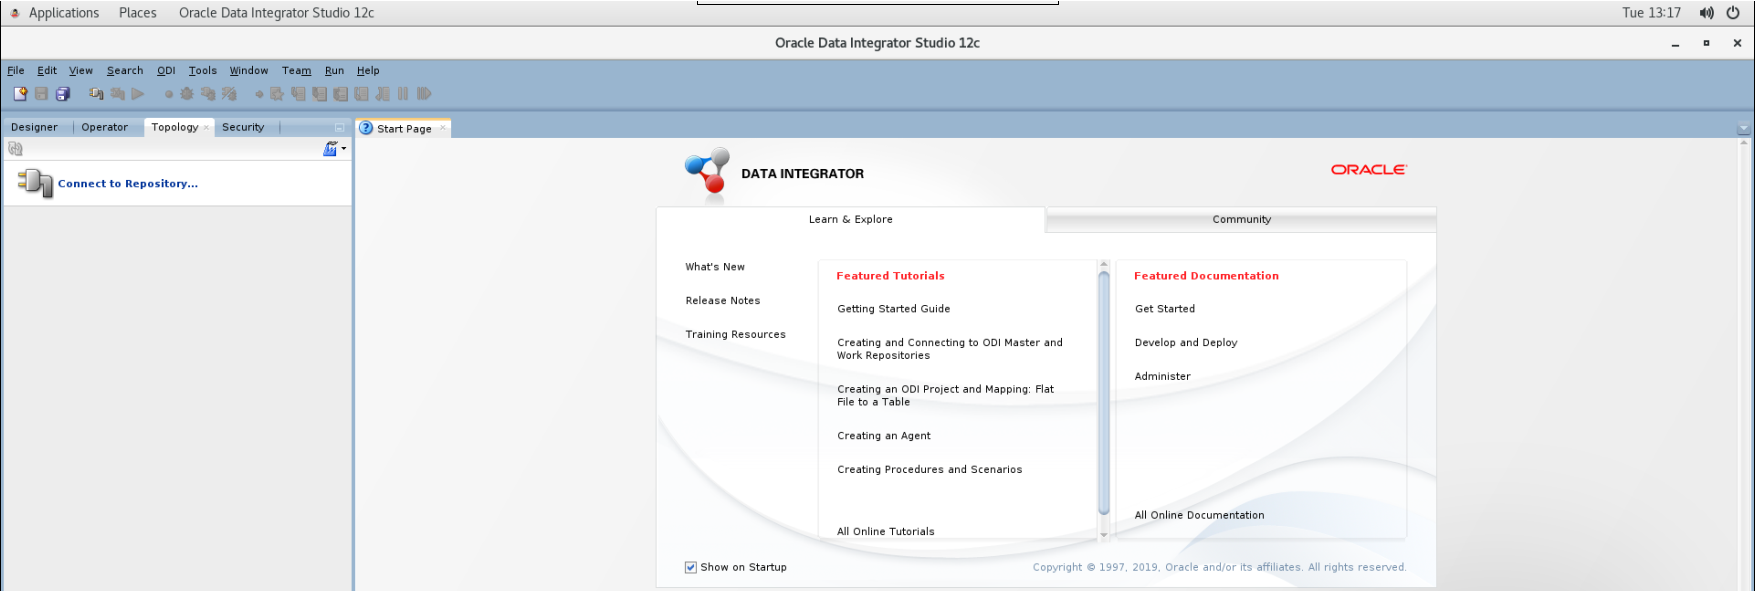 Applications Places Oracle Data Integrator Studio 12c Tue 13:17
Oracle Data Integrator Studio 12c
File Edit View Search ODI Tools Window Team Run Help
Designer Operator Topology Security
Start Page
Connect to Repository...
DATA INTEGRATOR
ORACLE
Learn & Explore Community
What's New
Release Notes
Training Resources
Featured Tutorials
Getting Started Guide
Creating and Connecting to ODI Master and
Work Repositories
Creating an ODI Project and Mapping: Flat
File to a Table
Creating an Agent
Creating Procedures and Scenarios
All Online Tutorials
Featured Documentation
Get Started
Develop and Deploy
Administer
All Online Documentation
Show on Startup
Copyright © 1997, 2019, Oracle and/or its affiliates. All rights reserved.